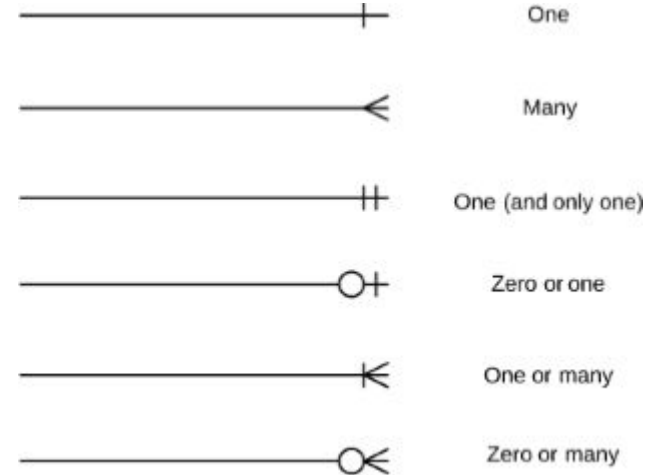 One
Many
One (and only one)
Zero or one
One or many
Zero or many